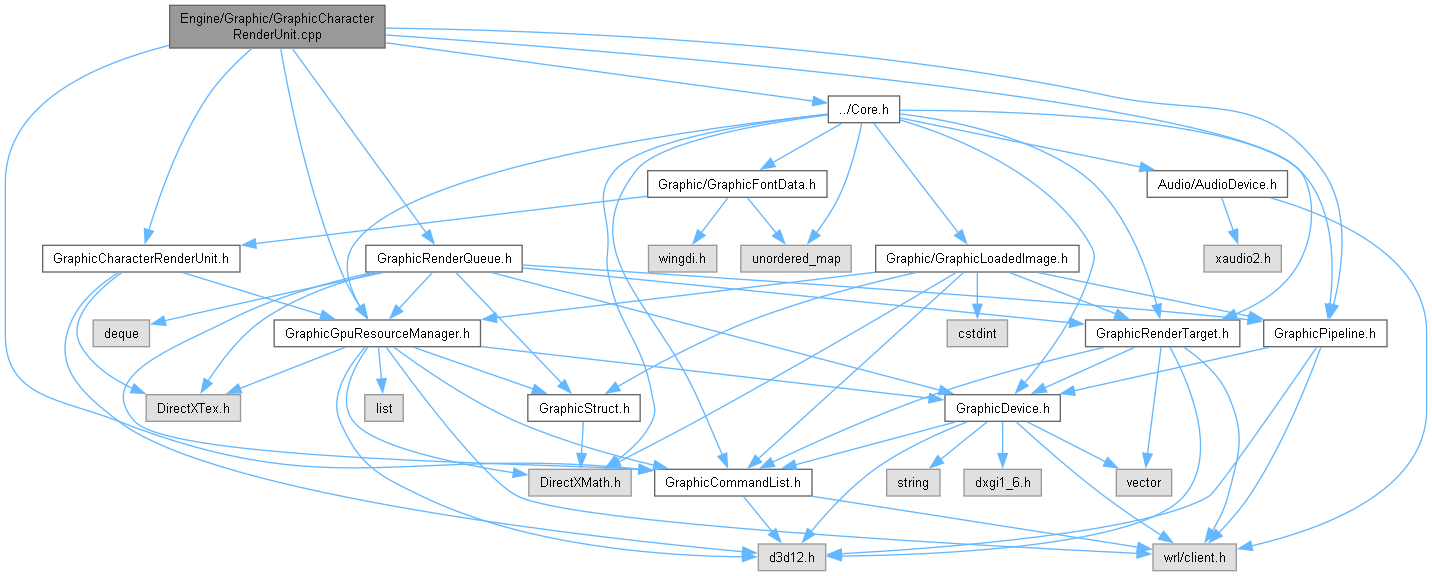 Engine/Graphic/GraphicCharacter
RenderUnit.cpp
../Core.h
Graphic/GraphicFontData.h
Audio/AudioDevice.h
GraphicCharacterRenderUnit.h
GraphicRenderQueue.h
wingdi.h
unordered_map
Graphic/GraphicLoadedImage.h
xaudio2.h
deque
GraphicGpuResourceManager.h
cstdint
GraphicRenderTarget.h
GraphicPipeline.h
DirectXTex.h
list
GraphicStruct.h
GraphicDevice.h
DirectXMath.h
GraphicCommandList.h
string
dxgi1_6.h
vector
d3d12.h
wrl/client.h